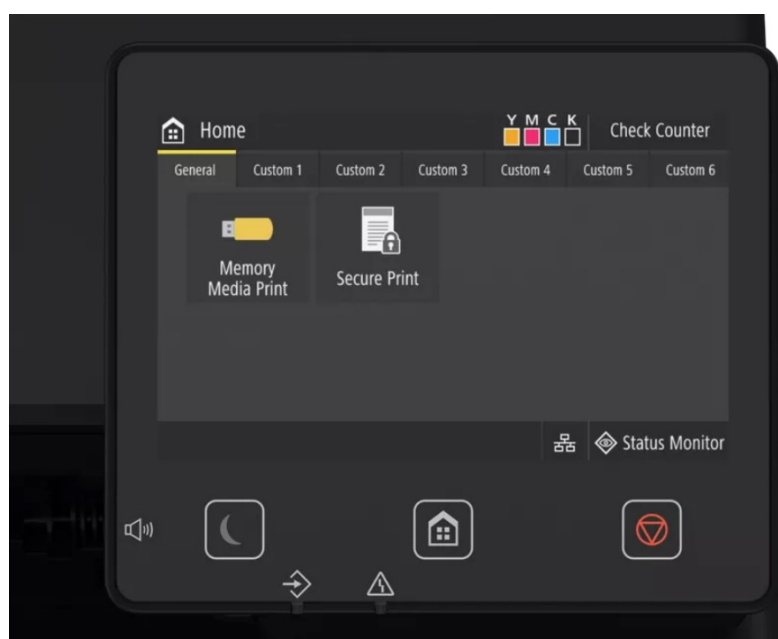 Home
Y M C K
Check Counter
General
Custom 1
Custom 2
Custom 3
Custom 4
Custom 5
Custom 6
Memory
Media Print
Secure Print
Status Monitor